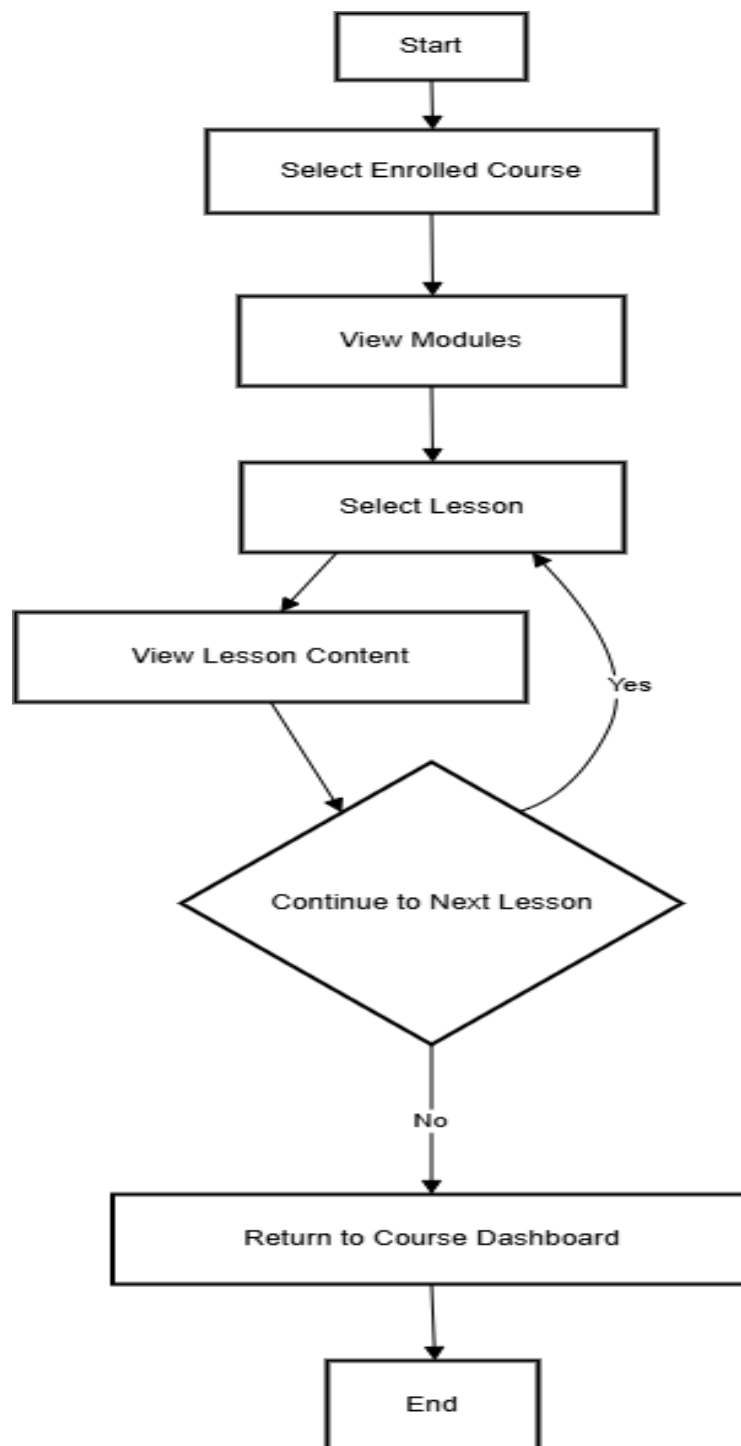 Start
Select Enrolled Course
View Modules
Select Lesson
View Lesson Content
Yes
Continue to Next Lesson
No
Return to Course Dashboard
End